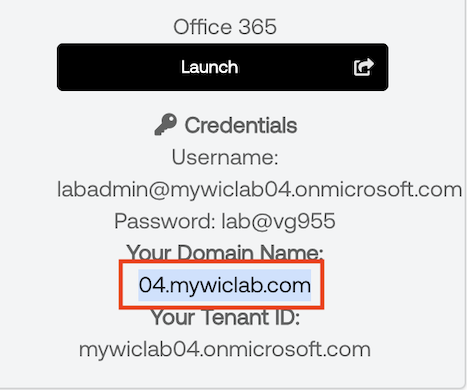 Office 365
Launch
Credentials
Username:
labadmin@mywiclab04.onmicrosoft.com
Password: lab@vg955
Your Domain Name:
04.mywiclab.com
Your Tenant ID:
mywiclab04.onmicrosoft.com